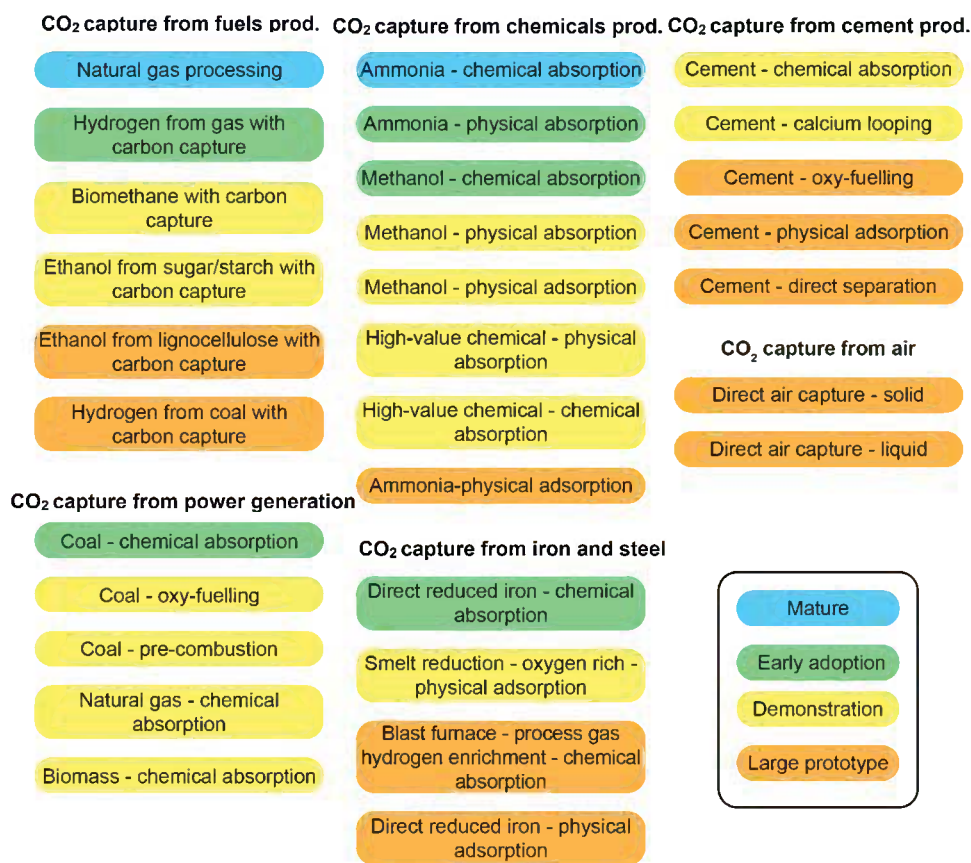 CO₂ capture from fuels prod.
Natural gas processing
Hydrogen from gas with
carbon capture
Biomethane with carbon
capture
Ethanol from sugar/starch with
carbon capture
Ethanol from lignocellulose with
carbon capture
Hydrogen from coal with
carbon capture
CO₂ capture from power generation
Coal - chemical absorption
Coal - oxy-fuelling
Coal - pre-combustion
Natural gas - chemical
absorption
Biomass - chemical absorption
CO₂ capture from chemicals prod.
Ammonia - chemical absorption
Ammonia - physical absorption
Methanol - chemical absorption
Methanol - physical absorption
Methanol - physical adsorption
High-value chemical - physical
absorption
High-value chemical - chemical
absorption
Ammonia-physical adsorption
CO₂ capture from iron and steel
Direct reduced iron - chemical
absorption
Smelt reduction - oxygen rich -
physical adsorption
Blast furnace - process gas
hydrogen enrichment - chemical
absorption
Direct reduced iron - physical
adsorption
CO₂ capture from cement prod.
Cement - chemical absorption
Cement - calcium looping
Cement - oxy-fuelling
Cement - physical adsorption
Cement - direct separation
CO₂ capture from air
Direct air capture - solid
Direct air capture - liquid
Mature
Early adoption
Demonstration
Large prototype